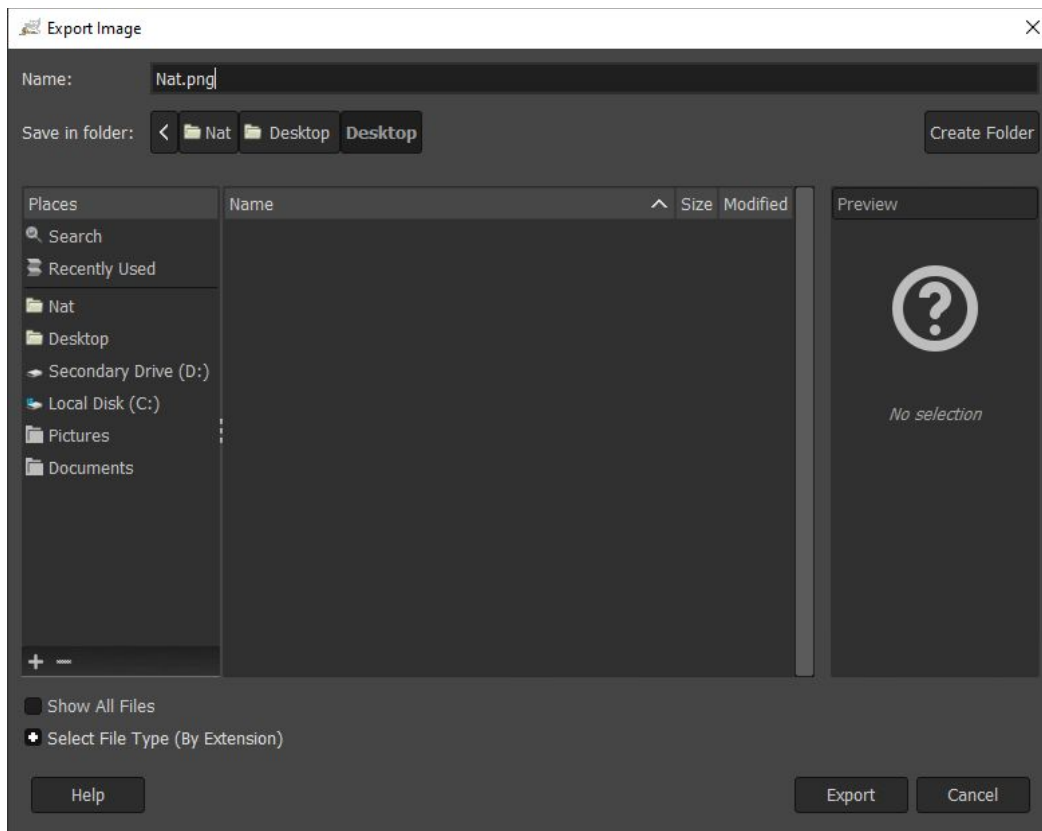 Export Image
Name: Nat.png
Save in folder: Nat Desktop Desktop Create Folder
Places Name Size Modified Preview
Search
Recently Used
Nat
Desktop
Secondary Drive (D:)
Local Disk (C:)
No selection
Pictures
Documents
Show All Files
Select File Type (By Extension)
Help Export Cancel